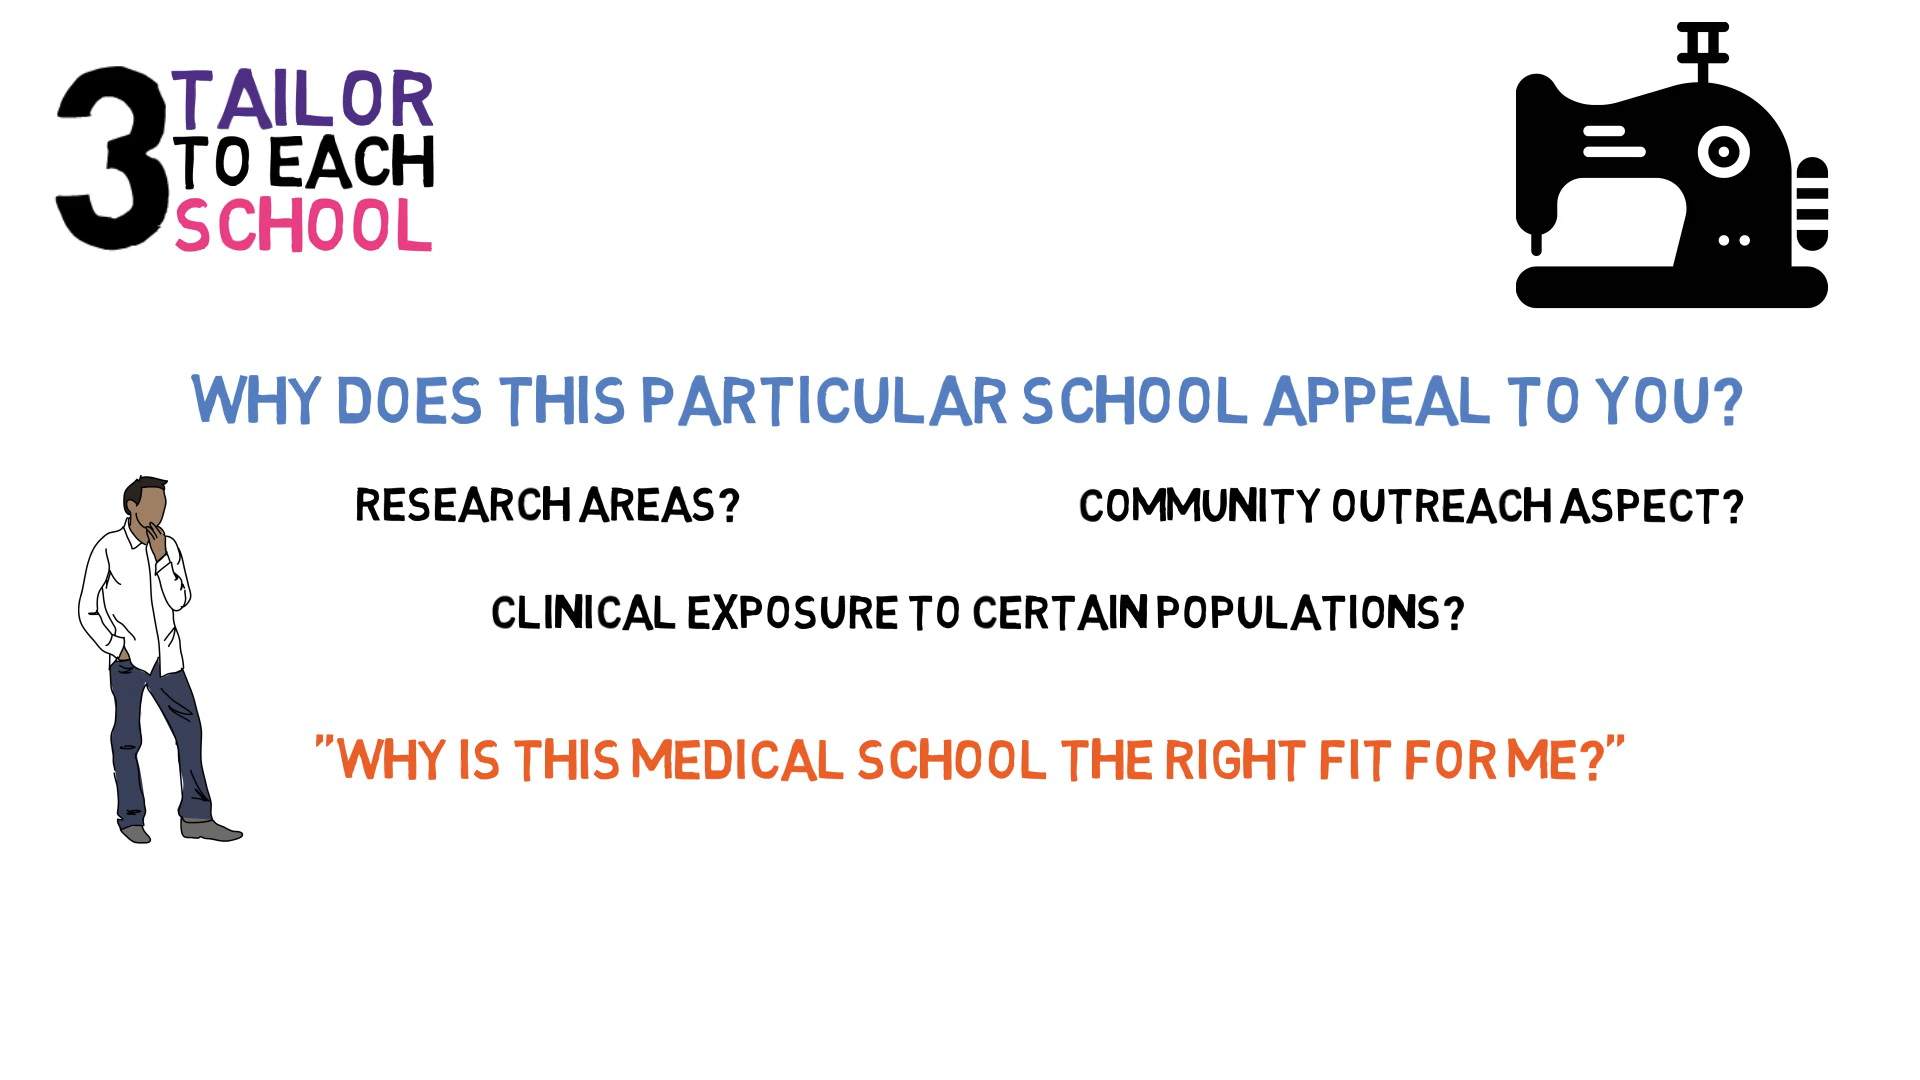 3 TAILOR
TO EACH
SCHOOL
WHY DOES THIS PARTICULAR SCHOOL APPEAL TO YOU?
RESEARCH AREAS?
COMMUNITY OUTREACH ASPECT?
CLINICAL EXPOSURE TO CERTAIN POPULATIONS?
"WHY IS THIS MEDICAL SCHOOL THE RIGHT FIT FOR ME?"